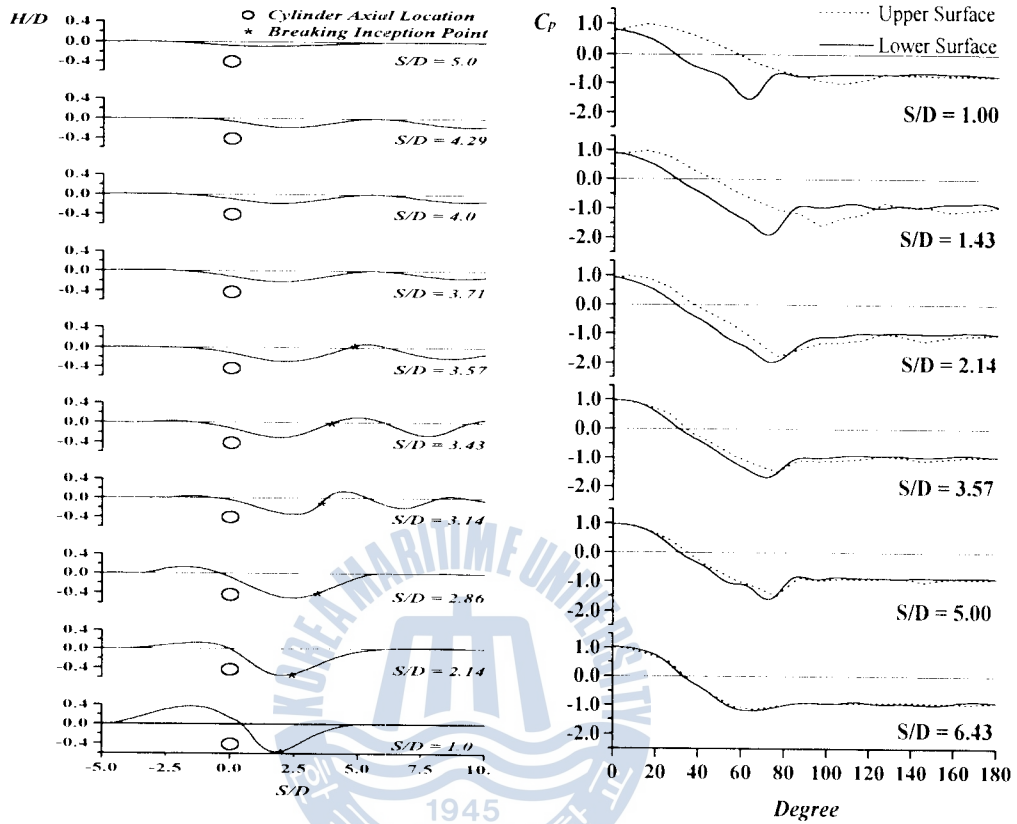 H/D
Cylinder Axial Location
* Breaking Inception Point
0.4
0.0
-0.4
S/D = 5.0
0.4
0.0
-0.4
S/D = 4.29
0.4
0.0
-0.4
S/D = 4.0
0.4
0.0
-0.4
S/D = 3.71
0.4
0.0
-0.4
S/D = 3.57
0.4
0.0
-0.4
S/D = 3.43
0.4
0.0
-0.4
S/D = 3.14
0.4
0.0
-0.4
S/D = 2.86
0.4
0.0
-0.4
S/D = 2.14
0.4
0.0
-0.4
S/D = 1.0
-5.0 -2.5 0.0 2.5 5.0 7.5 10.
S/D
Cp
Upper Surface
Lower Surface
1.0
0.0
-1.0
-2.0
S/D = 1.00
1.0
0.0
-1.0
-2.0
S/D = 1.43
1.0
0.0
-1.0
-2.0
S/D = 2.14
1.0
0.0
-1.0
-2.0
S/D = 3.57
1.0
0.0
-1.0
-2.0
S/D = 5.00
1.0
0.0
-1.0
-2.0
S/D = 6.43
0 20 40 60 80 100 120 140 160 180
Degree
KOREA MARITIME UNIVERSITY
1945